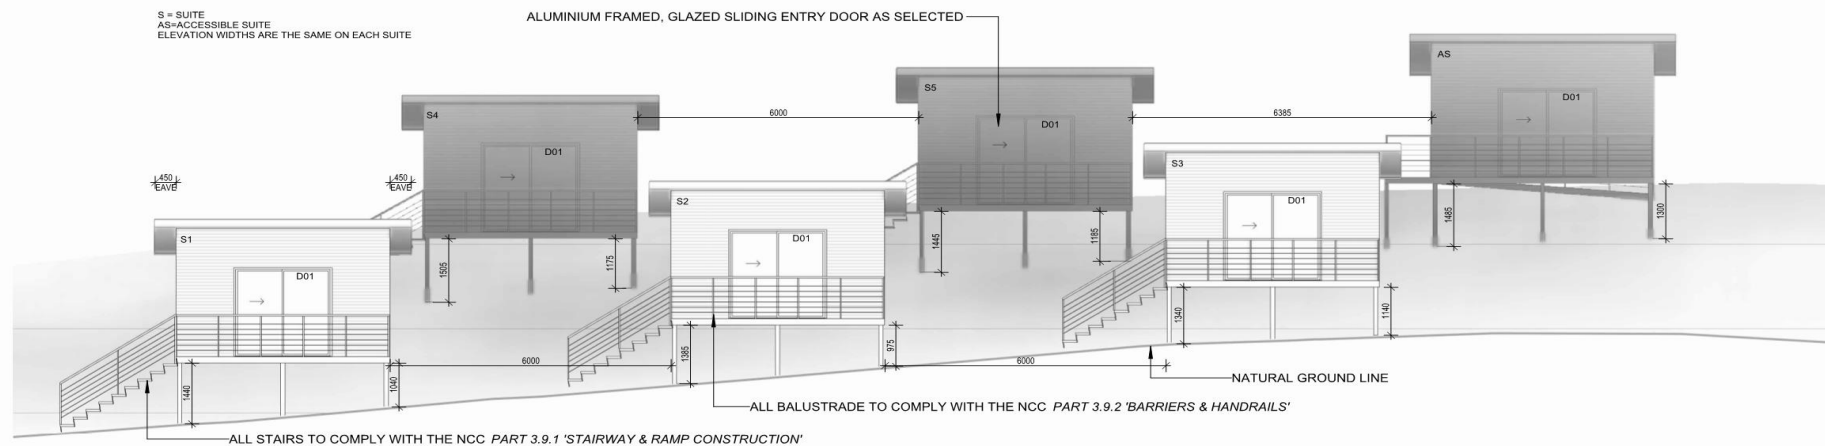 S = SUITE
AS=ACCESSIBLE SUITE
ELEVATION WIDTHS ARE THE SAME ON EACH SUITE
ALUMINIUM FRAMED, GLAZED SLIDING ENTRY DOOR AS SELECTED
AS
D01
S5
D01
6000
6385
S4
D01
S3
D01
450
EAVE
450
EAVE
S2
D01
S1
D01
1505
1175
1445
1185
1485
1300
1440
1040
6000
1385
975
6000
1340
1140
NATURAL GROUND LINE
ALL BALUSTRADE TO COMPLY WITH THE NCC PART 3.9.2 'BARRIERS & HANDRAILS'
ALL STAIRS TO COMPLY WITH THE NCC PART 3.9.1 'STAIRWAY & RAMP CONSTRUCTION'